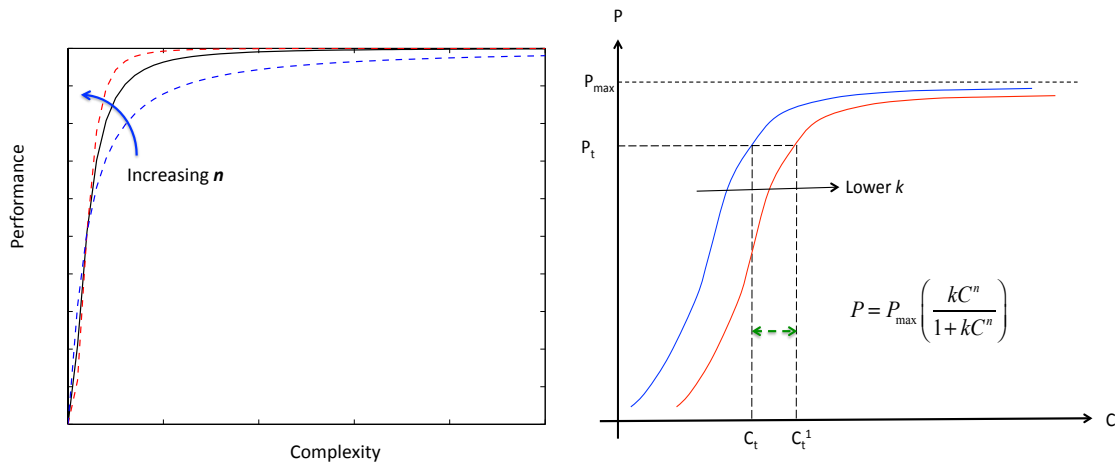 Performance
Increasing n
Complexity
P
P_max
P_t
Lower k
P = P_max ( kC^n / (1 + kC^n) )
C_t
C_t^1
C